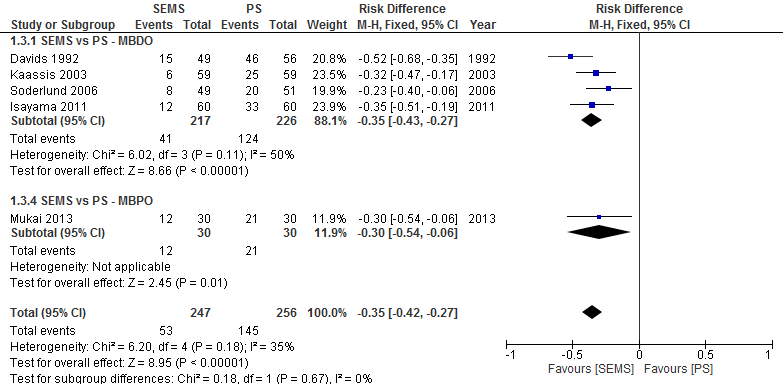 SEMS PS Risk Difference Risk Difference
Study or Subgroup Events Total Events Total Weight M-H, Fixed, 95% CI Year M-H, Fixed, 95% CI
1.3.1 SEMS vs PS - MBDO
Davids 1992 15 49 46 56 20.8% -0.52 [-0.68, -0.35] 1992
Kaassis 2003 6 59 25 59 23.5% -0.32 [-0.47, -0.17] 2003
Soderlund 2006 8 49 20 51 19.9% -0.23 [-0.40, -0.06] 2006
Isayama 2011 12 60 33 60 23.9% -0.35 [-0.51, -0.19] 2011
Subtotal (95% CI) 217 226 88.1% -0.35 [-0.43, -0.27]
Total events 41 124
Heterogeneity: Chi² = 6.02, df = 3 (P = 0.11); I² = 50%
Test for overall effect: Z = 8.66 (P < 0.00001)
1.3.4 SEMS vs PS - MBPO
Mukai 2013 12 30 21 30 11.9% -0.30 [-0.54, -0.06] 2013
Subtotal (95% CI) 30 30 11.9% -0.30 [-0.54, -0.06]
Total events 12 21
Heterogeneity: Not applicable
Test for overall effect: Z = 2.45 (P = 0.01)
Total (95% CI) 247 256 100.0% -0.35 [-0.42, -0.27]
Total events 53 145
Heterogeneity: Chi² = 6.20, df = 4 (P = 0.18); I² = 35%
Test for overall effect: Z = 8.95 (P < 0.00001)
Test for subgroup differences: Chi² = 0.18, df = 1 (P = 0.67), I² = 0%
-1 -0.5 0 0.5 1
Favours [SEMS] Favours [PS]